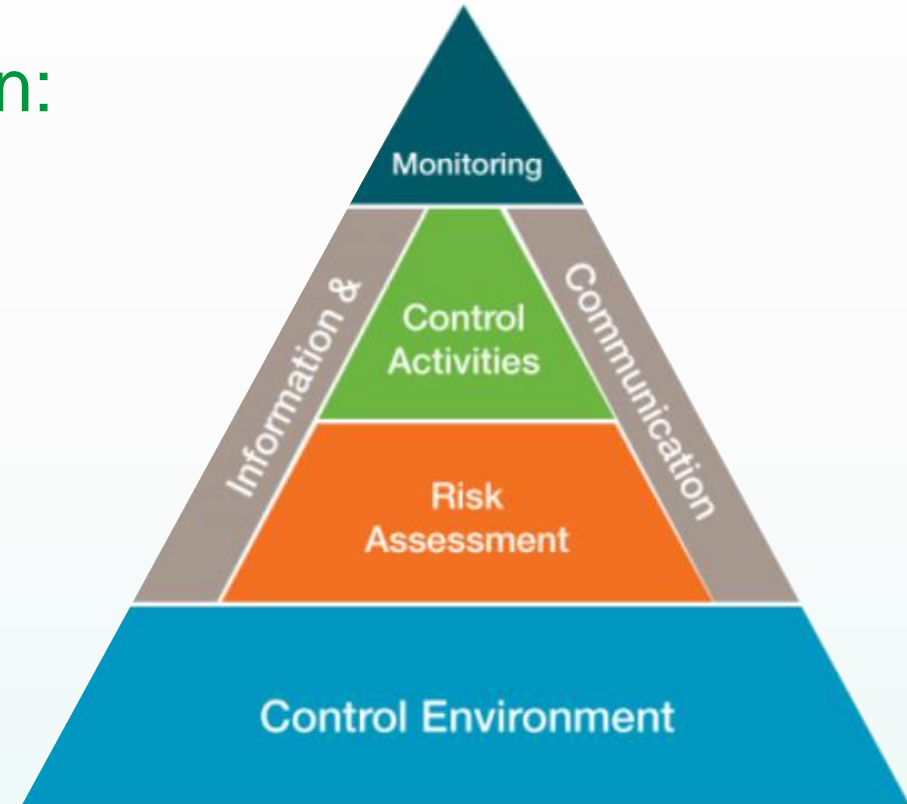 n:
Monitoring
Information &
Communication
Control
Activities
Risk
Assessment
Control Environment